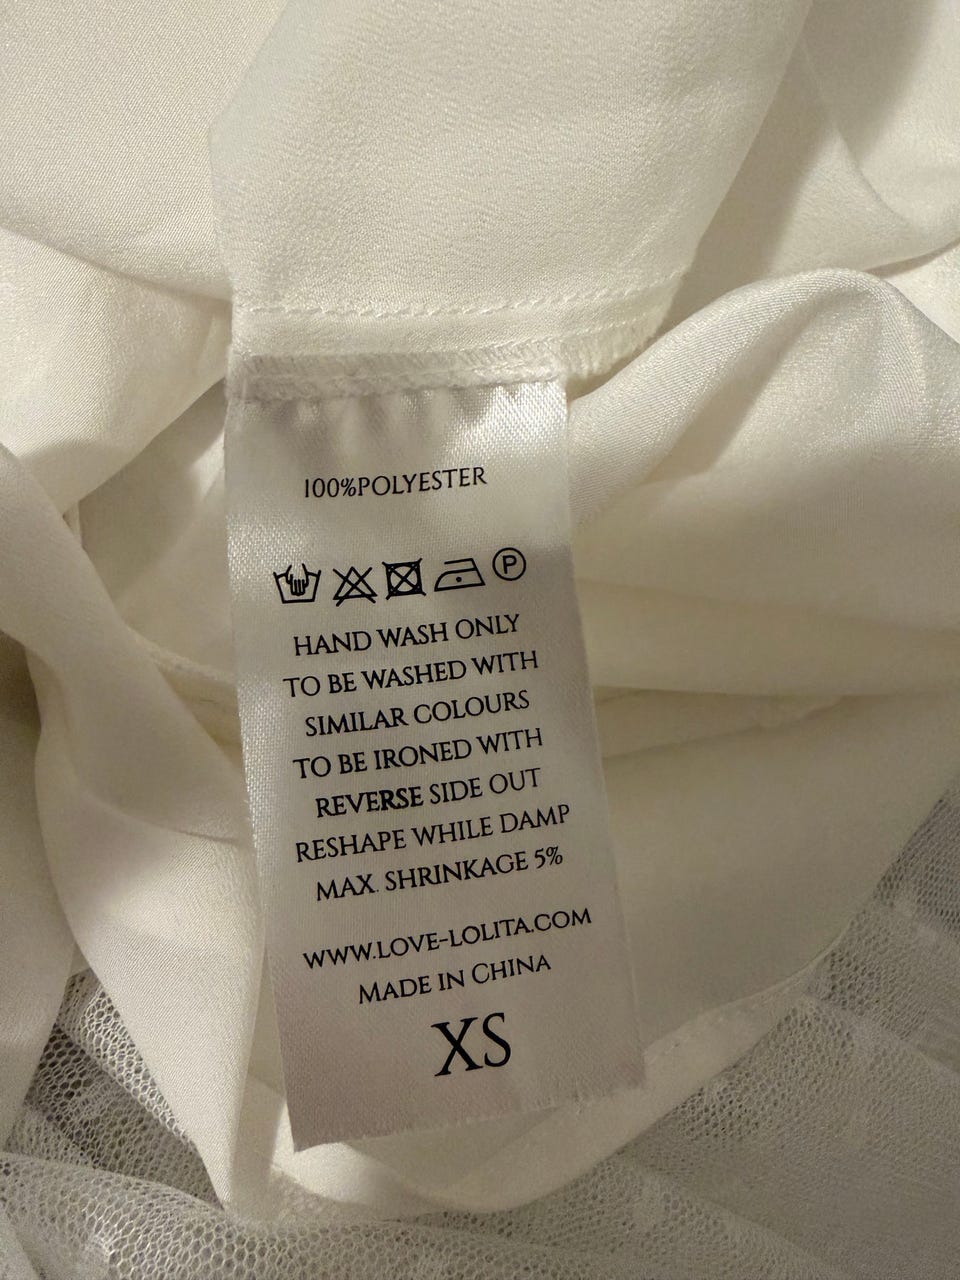 100%POLYESTER
P
HAND WASH ONLY
TO BE WASHED WITH
SIMILAR COLOURS
TO BE IRONED WITH
REVERSE SIDE OUT
RESHAPE WHILE DAMP
MAX. SHRINKAGE 5%
WWW.LOVE-LOLITA.COM
MADE IN CHINA
XS